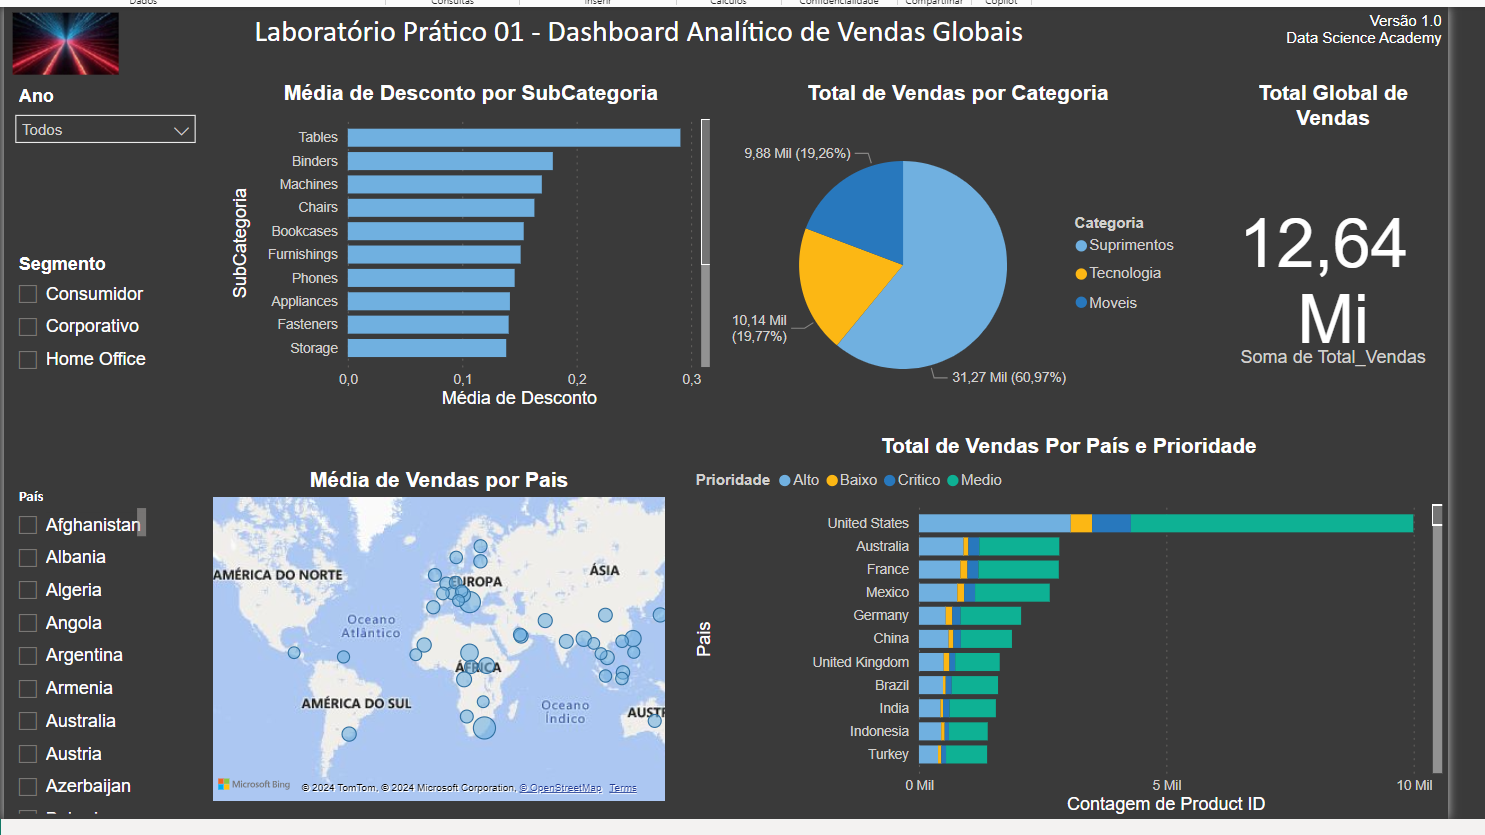 Dados
Consultas
Inserir
Cálculos
Confidencialidade
Compartilhar
Copilot
Laboratório Prático 01 - Dashboard Analítico de Vendas Globais
Versão 1.0
Data Science Academy
Ano
Todos
Segmento
Consumidor
Corporativo
Home Office
País
Afghanistan
Albania
Algeria
Angola
Argentina
Armenia
Australia
Austria
Azerbaijan
Média de Desconto por SubCategoria
SubCategoria
Tables
Binders
Machines
Chairs
Bookcases
Furnishings
Phones
Appliances
Fasteners
Storage
0,0
0,1
0,2
0,3
Média de Desconto
Total de Vendas por Categoria
9,88 Mil (19,26%)
10,14 Mil
(19,77%)
31,27 Mil (60,97%)
Categoria
Suprimentos
Tecnologia
Moveis
Total Global de
Vendas
12,64
Mi
Soma de Total_Vendas
Média de Vendas por Pais
AMÉRICA DO NORTE
EUROPA
ÁSIA
Oceano
Atlântico
ÁFRICA
AMÉRICA DO SUL
Oceano
Índico
AUSTR
Microsoft Bing
© 2024 TomTom, © 2024 Microsoft Corporation, © OpenStreetMap Terms
Total de Vendas Por País e Prioridade
Prioridade Alto Baixo Critico Medio
Pais
United States
Australia
France
Mexico
Germany
China
United Kingdom
Brazil
India
Indonesia
Turkey
0 Mil
5 Mil
10 Mil
Contagem de Product ID